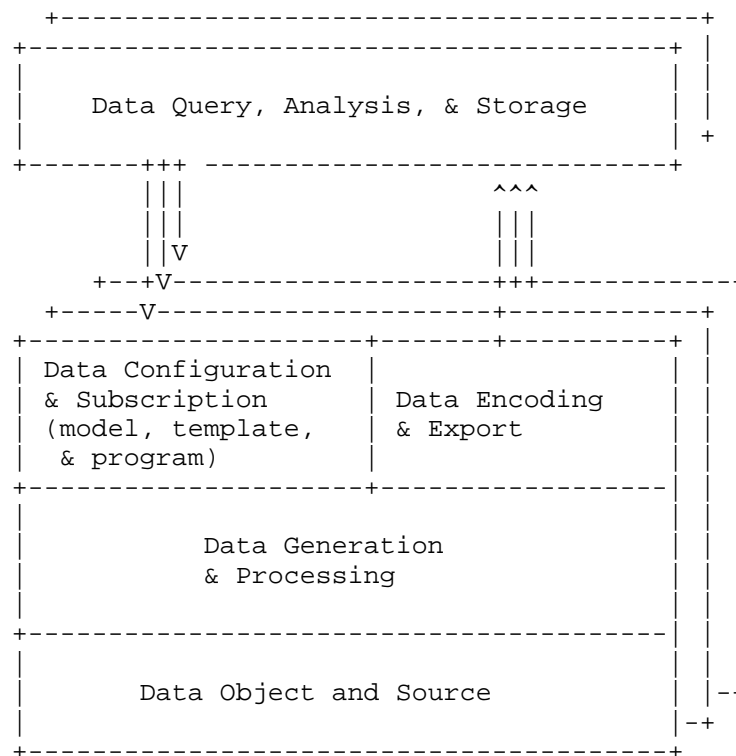 Data Query, Analysis, & Storage
Data Configuration
& Subscription
(model, template,
& program)
Data Encoding
& Export
Data Generation
& Processing
Data Object and Source